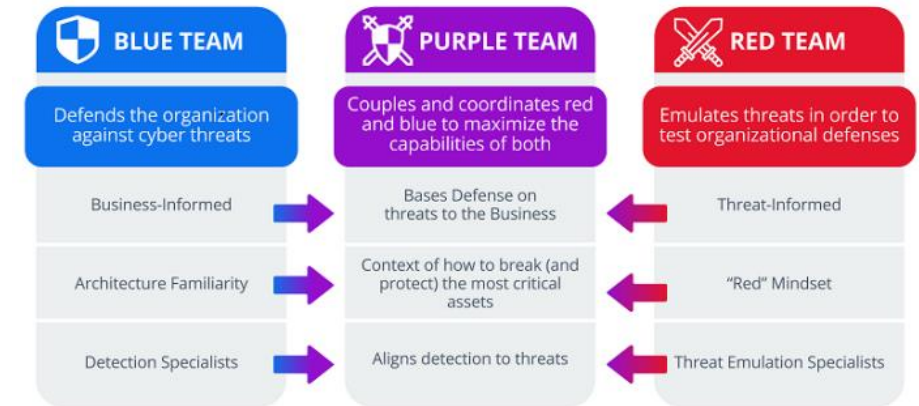 BLUE TEAM
PURPLE TEAM
RED TEAM
Defends the organization
against cyber threats
Couples and coordinates red
and blue to maximize the
capabilities of both
Emulates threats in order to
test organizational defenses
Business-Informed
Bases Defense on
threats to the Business
Threat-Informed
Architecture Familiarity
Context of how to break (and
protect) the most critical
assets
“Red” Mindset
Detection Specialists
Aligns detection to threats
Threat Emulation Specialists